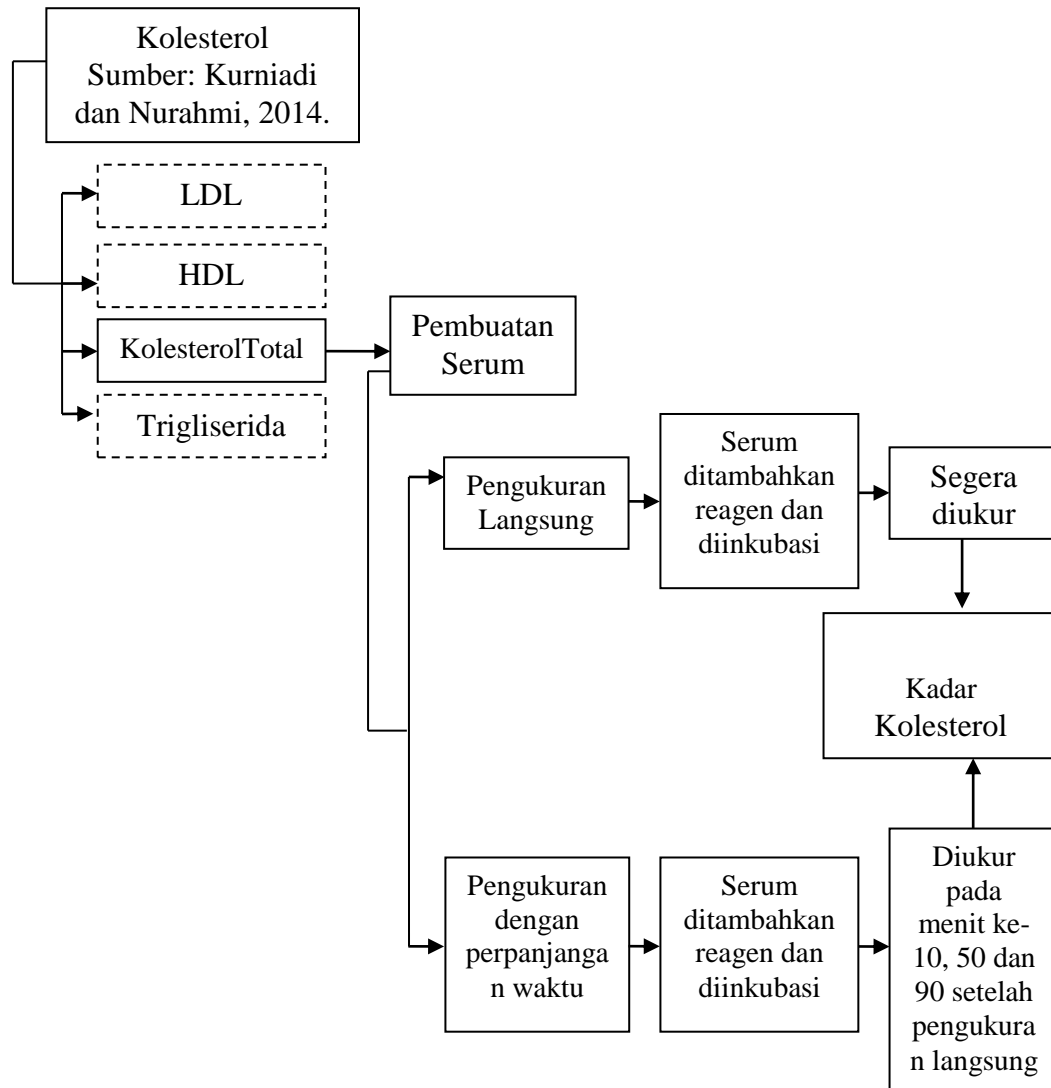 Kolesterol
Sumber: Kurniadi
dan Nurahmi, 2014.
LDL
HDL
KolesterolTotal
Trigliserida
Pembuatan
Serum
Pengukuran
Langsung
Serum
ditambahkan
reagen dan
diinkubasi
Segera
diukur
Kadar
Kolesterol
Pengukuran
dengan
perpanjanga
n waktu
Serum
ditambahkan
reagen dan
diinkubasi
Diukur
pada
menit ke-
10, 50 dan
90 setelah
pengukura
n langsung